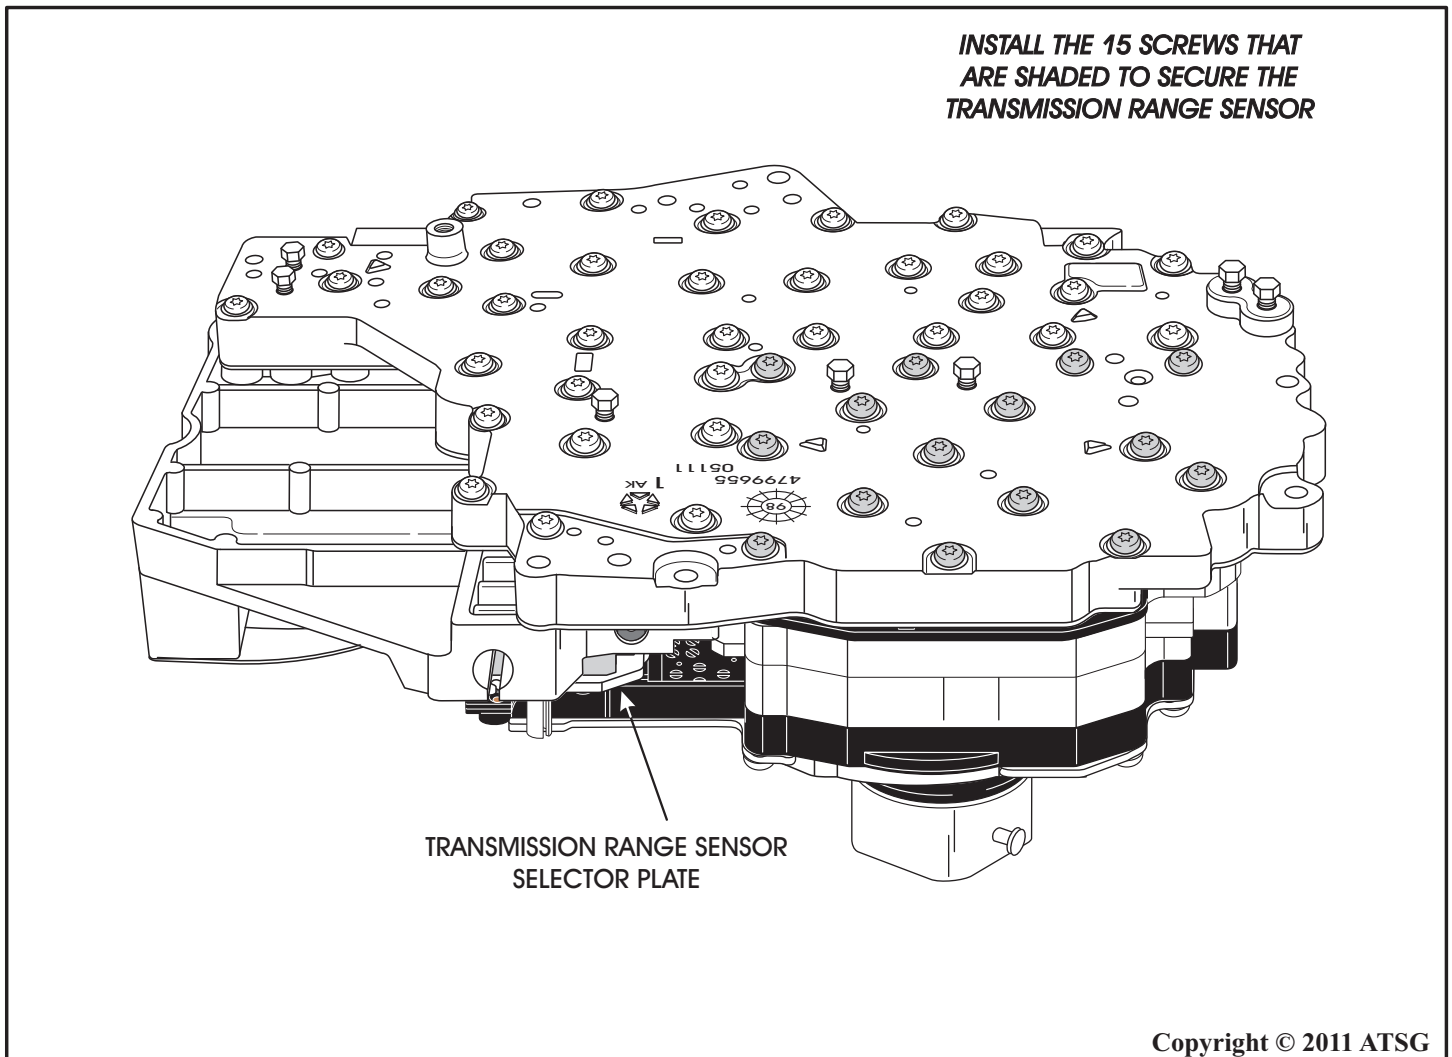 INSTALL THE 15 SCREWS THAT
ARE SHADED TO SECURE THE
TRANSMISSION RANGE SENSOR
4799655
05111
1 AK
98
TRANSMISSION RANGE SENSOR
SELECTOR PLATE
Copyright © 2011 ATSG